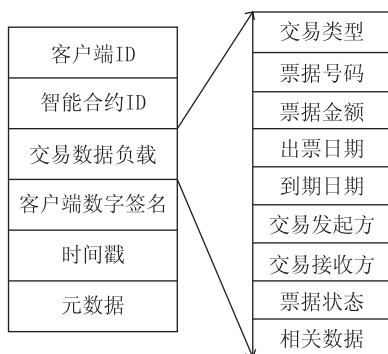 客户端ID
智能合约ID
交易数据负载
客户端数字签名
时间戳
元数据
交易类型
票据号码
票据金额
出票日期
到期日期
交易发起方
交易接收方
票据状态
相关数据